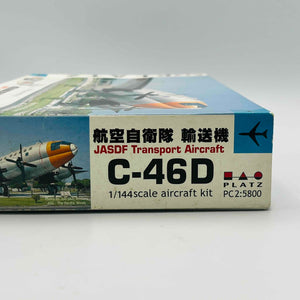 航空自衛隊 輸送機
JASDF Transport Aircraft
C-46D
1/144scale aircraft kit
PLATZ
PC2:5800